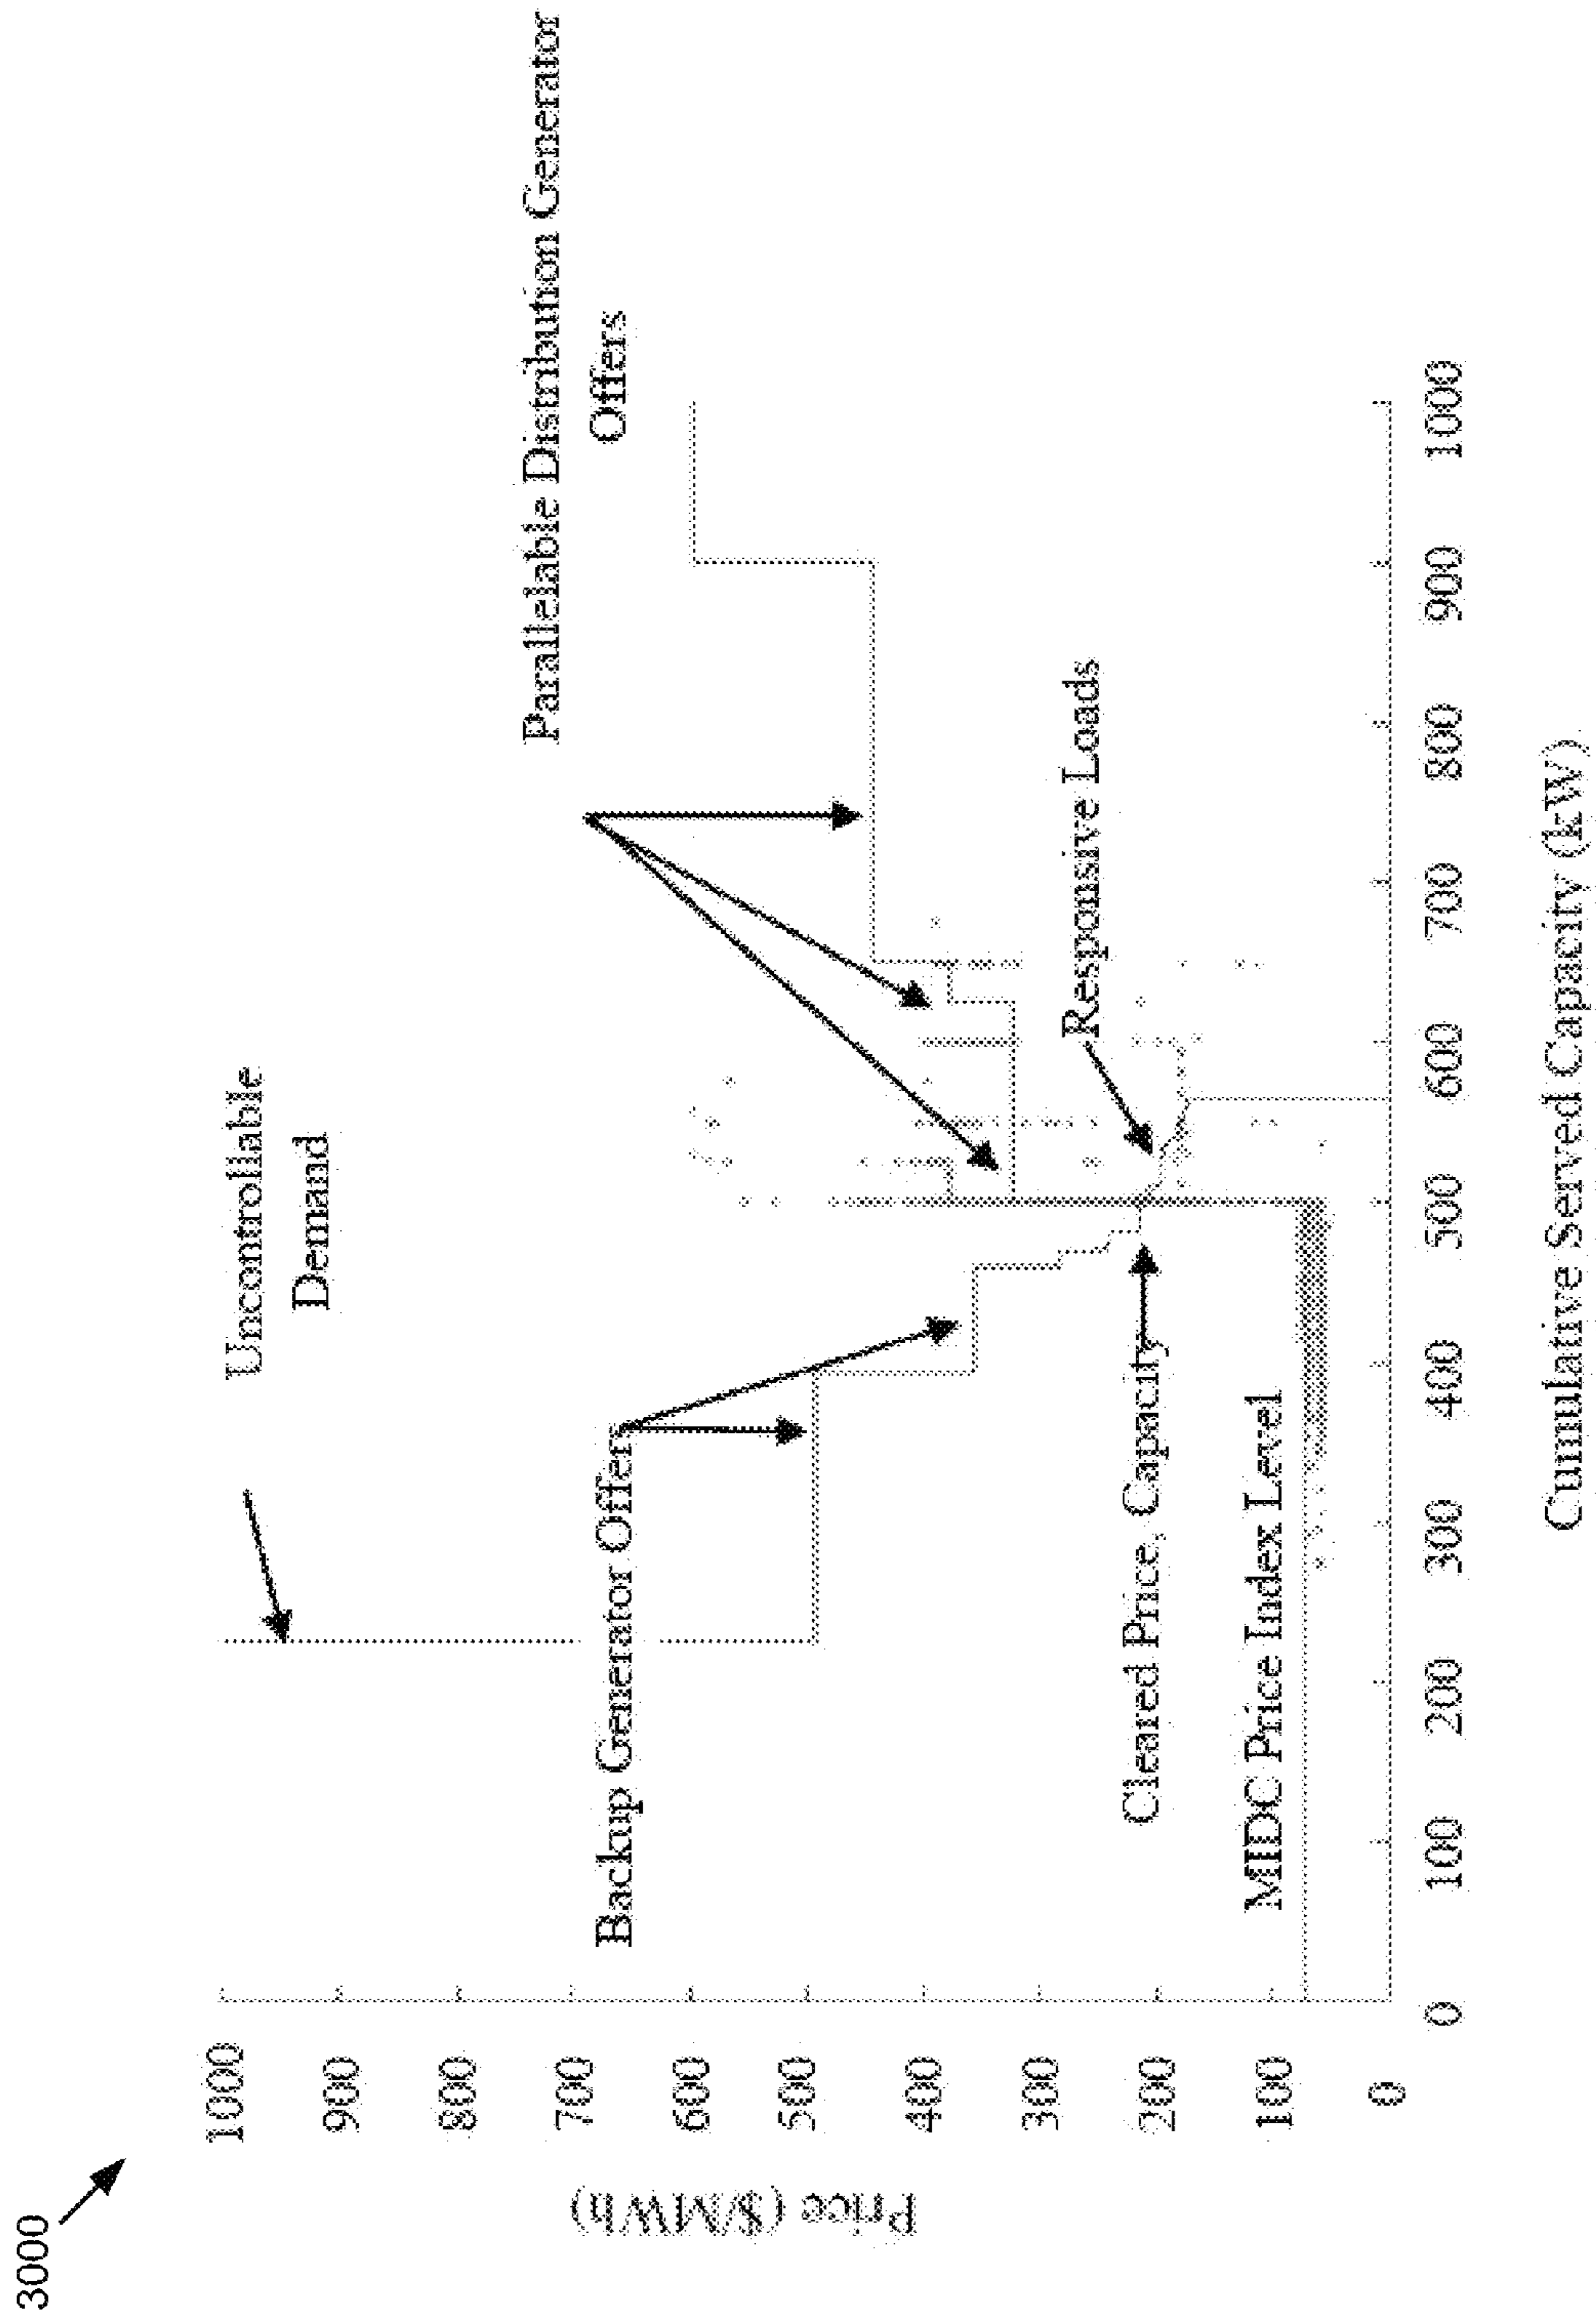 3000
Uncontrollable
Demand
Parallelable Distribution Generator
Offers
Backup Generator Offer
Responsive Loads
Cleared Price, Capacity
MIDC Price Index Level
Price ($/MWh)
1000
900
800
700
600
500
400
300
200
100
0
0 100 200 300 400 500 600 700 800 900 1000
Cumulative Served Capacity (kW)